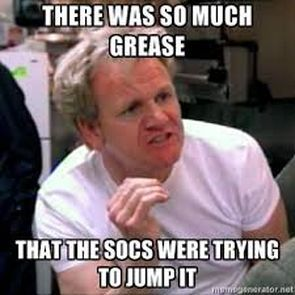 THERE WAS SO MUCH
GREASE
THAT THE SOCS WERE TRYING
TO JUMP IT
memegenerator.net